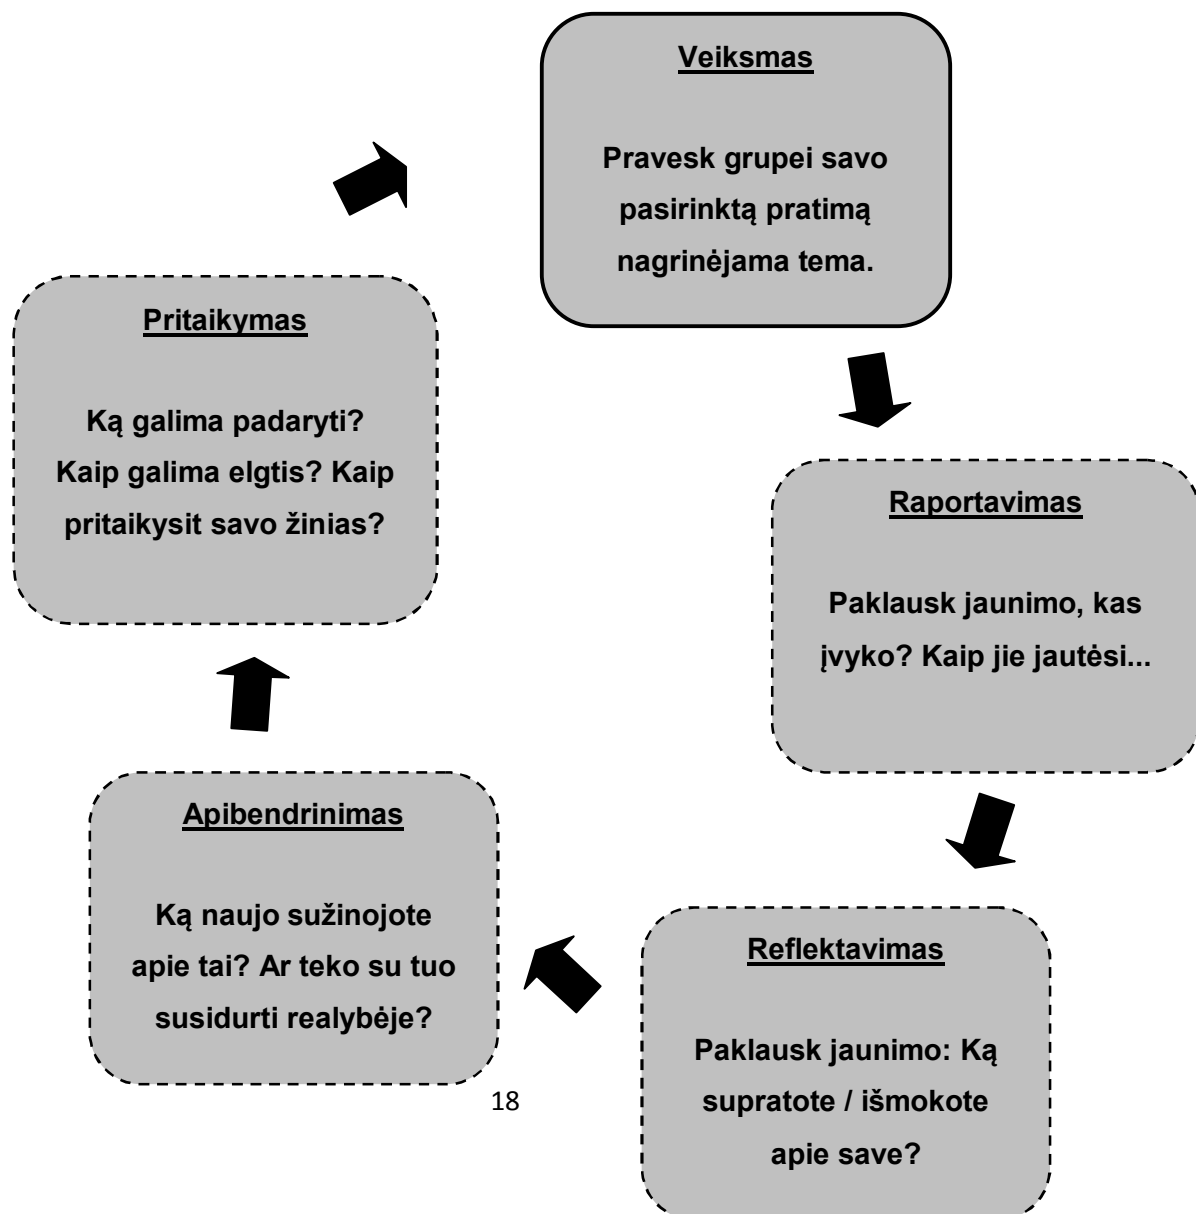 Veiksmas
Pravesk grupei savo
pasirinktą pratimą
nagrinėjama tema.
Raportavimas
Paklausk jaunimo, kas
įvyko? Kaip jie jautėsi...
Reflektavimas
Paklausk jaunimo: Ką
supratote / išmokote
apie save?
Apibendrinimas
Ką naujo sužinojote
apie tai? Ar teko su tuo
susidurti realybėje?
Pritaikymas
Ką galima padaryti?
Kaip galima elgtis? Kaip
pritaikysit savo žinias?
18